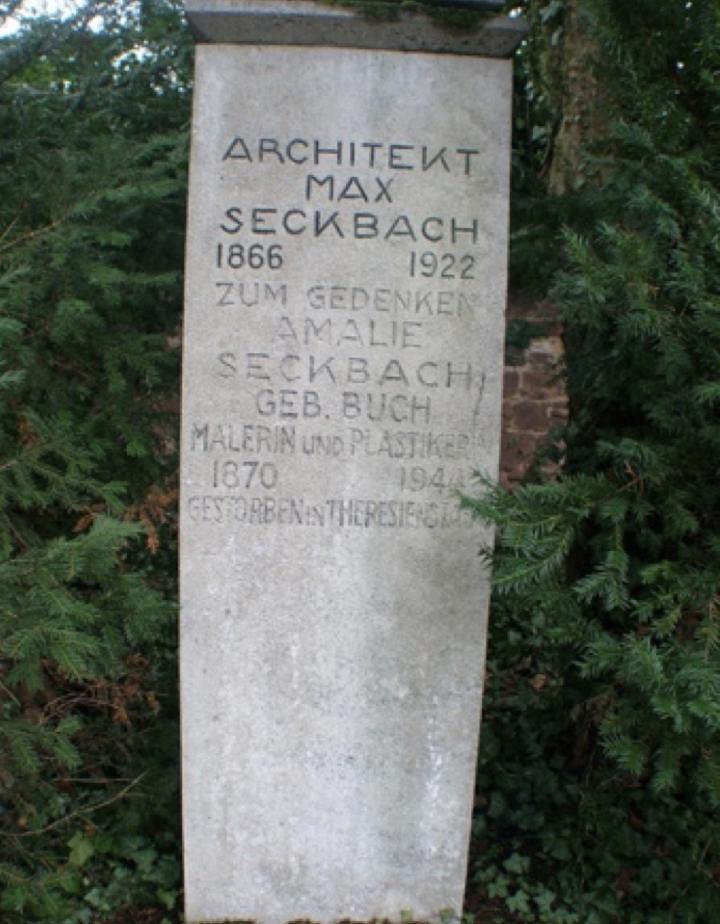 ARCHITEKT
MAX
SECKBACH
1866 1922
ZUM GEDENKEN
AMALIE
SECKBACH
GEB. BUCH
MALERIN UND PLASTIKERIN
1870 1944
GESTORBEN IN THERESIENSTADT